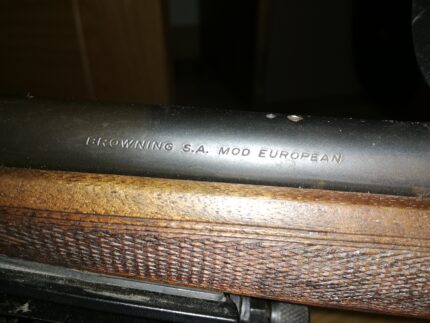 BROWNING S.A. MOD EUROPEAN